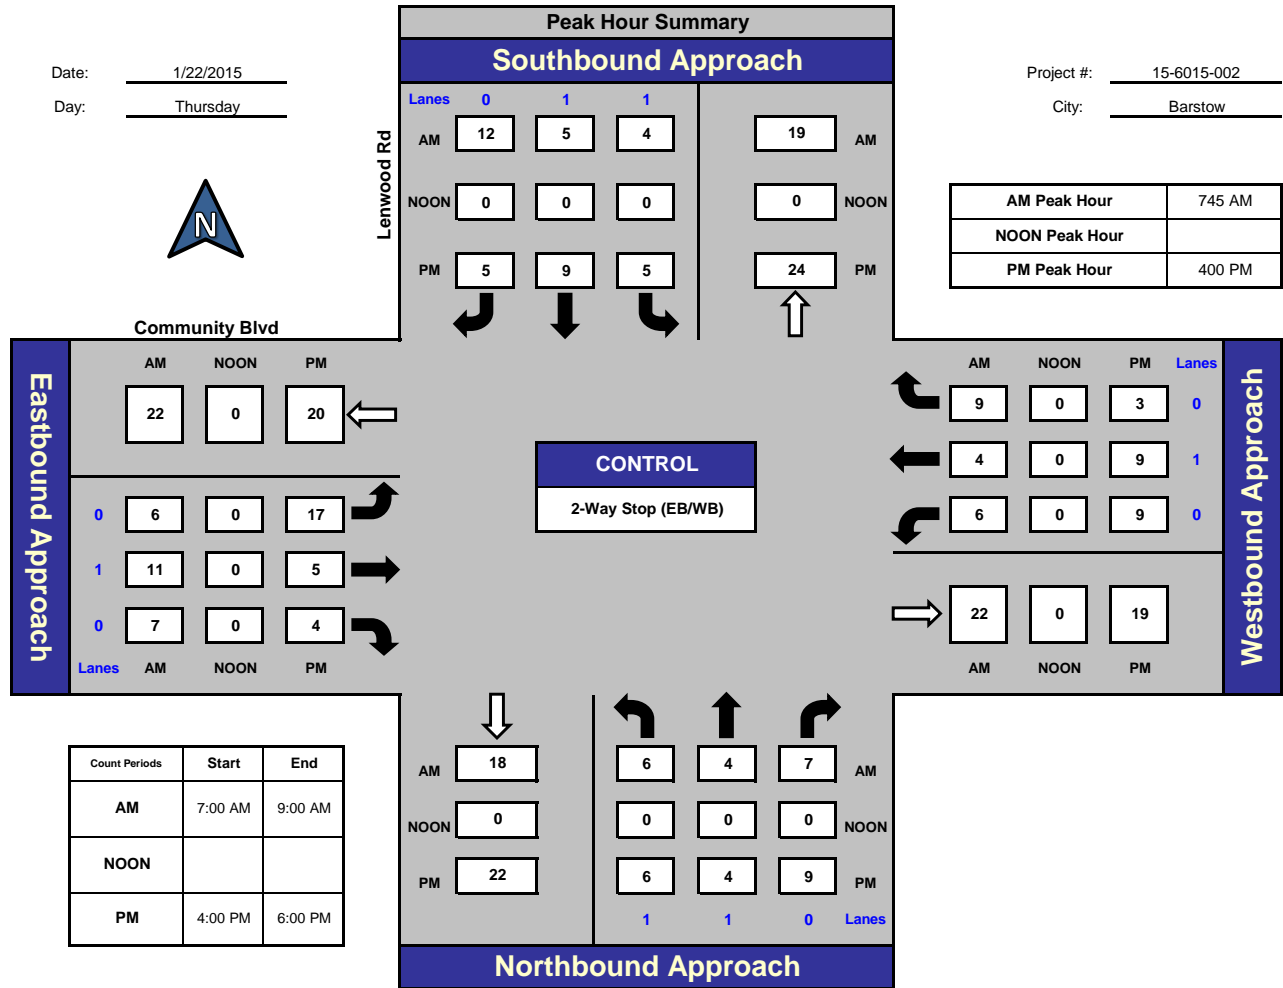 Peak Hour Summary
Southbound Approach
Date: 1/22/2015
Day: Thursday
Project #: 15-6015-002
City: Barstow
N
Lenwood Rd
Lanes 0 1 1
AM 12 5 4 19 AM
NOON 0 0 0 0 NOON
PM 5 9 5 24 PM
AM Peak Hour 745 AM
NOON Peak Hour
PM Peak Hour 400 PM
Community Blvd
Eastbound Approach
AM NOON PM
22 0 20
0 6 0 17
1 11 0 5
0 7 0 4
Lanes AM NOON PM
CONTROL
2-Way Stop (EB/WB)
AM NOON PM Lanes
9 0 3 0
4 0 9 1
6 0 9 0
22 0 19
AM NOON PM
Westbound Approach
Count Periods Start End
AM 7:00 AM 9:00 AM
NOON
PM 4:00 PM 6:00 PM
AM 18 6 4 7 AM
NOON 0 0 0 0 NOON
PM 22 6 4 9 PM
1 1 0 Lanes
Northbound Approach